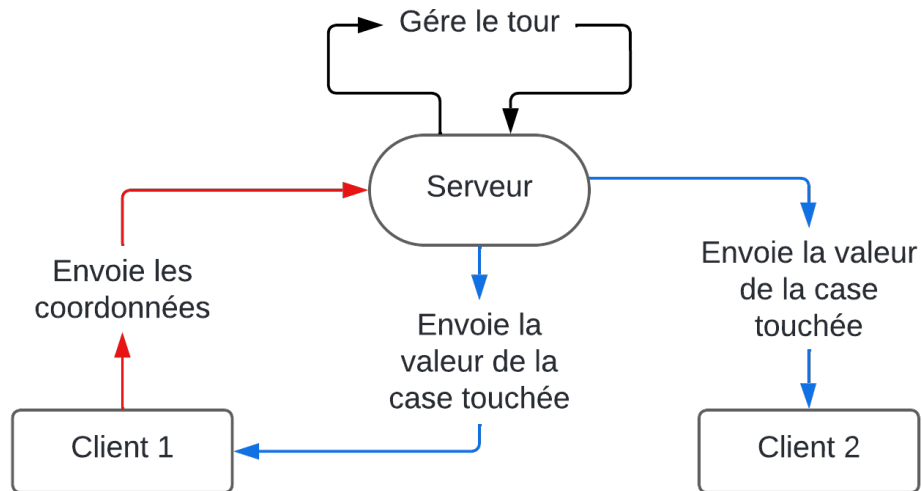 Gére le tour
Serveur
Envoie les
coordonnées
Envoie la
valeur de la
case touchée
Envoie la valeur
de la case
touchée
Client 1
Client 2